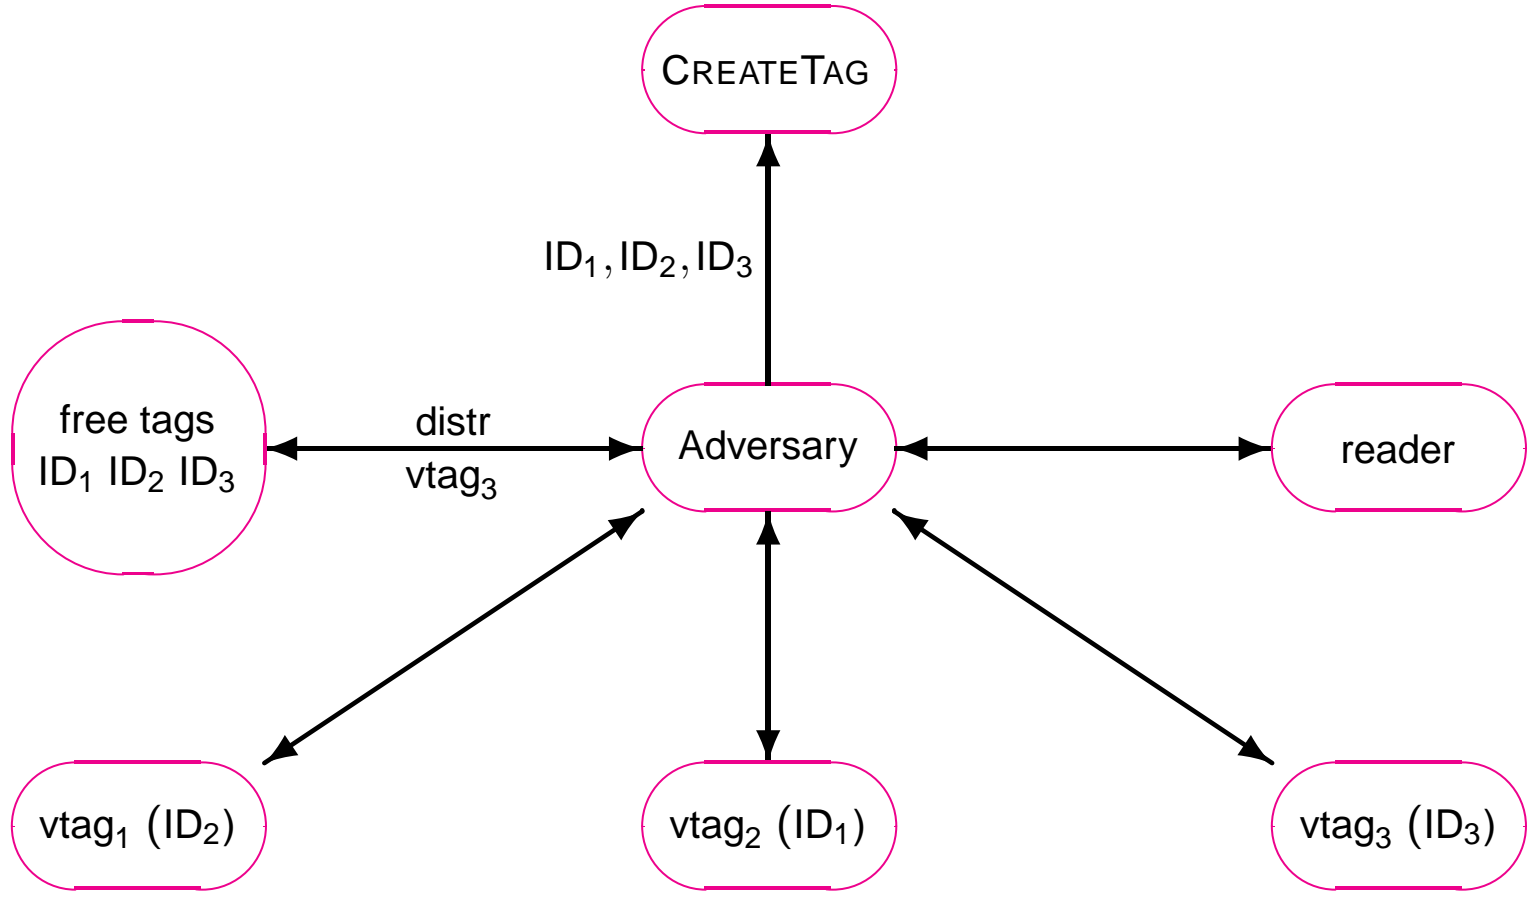 CREATETAG
ID₁, ID₂, ID₃
free tags
ID₁ ID₂ ID₃
distr
vtag₃
Adversary
reader
vtag₁ (ID₂)
vtag₂ (ID₁)
vtag₃ (ID₃)